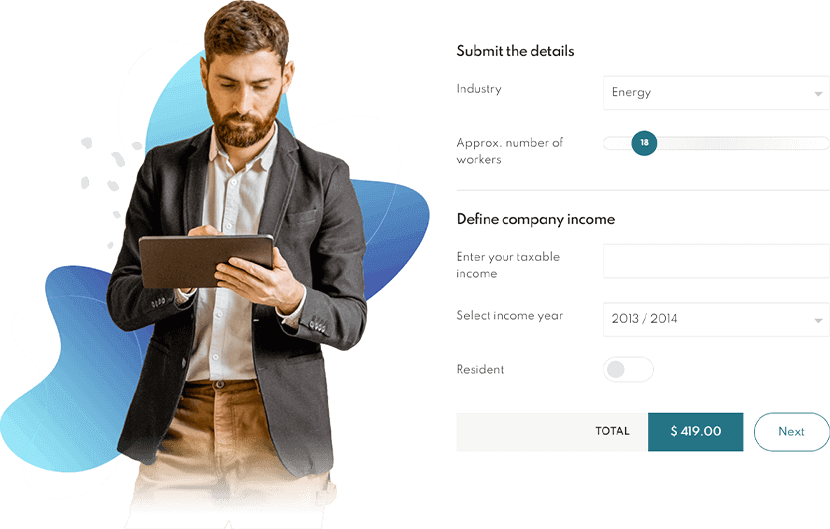 Submit the details
Industry
Energy
Approx. number of
workers
18
Define company income
Enter your taxable
income
Select income year
2013 / 2014
Resident
TOTAL
$ 419.00
Next